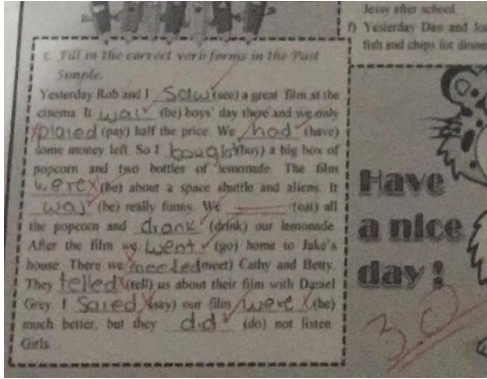 Jessy after school.
f) Yesterday Dan and
fish and chips for dinner
5. Fill in the correct verb forms in the Past
Simple.
Yesterday Rob and I saw (see) a great film at the
cinema. It was (be) boys' day there and we only
plaied (pay) half the price. We had (have)
some money left. So I bought (buy) a big box of
popcorn and two bottles of lemonade. The film
were (be) about a space shuttle and aliens. It
was (be) really funny. We ____ (eat) all
the popcorn and drank (drink) our lemonade.
After the film we went (go) home to Jake's
house. There we meeted (meet) Cathy and Betty.
They telled (tell) us about their film with Daniel
Grey. I saied (say) our film were (be)
much better, but they did (do) not listen.
Girls
Have
a nice
day!